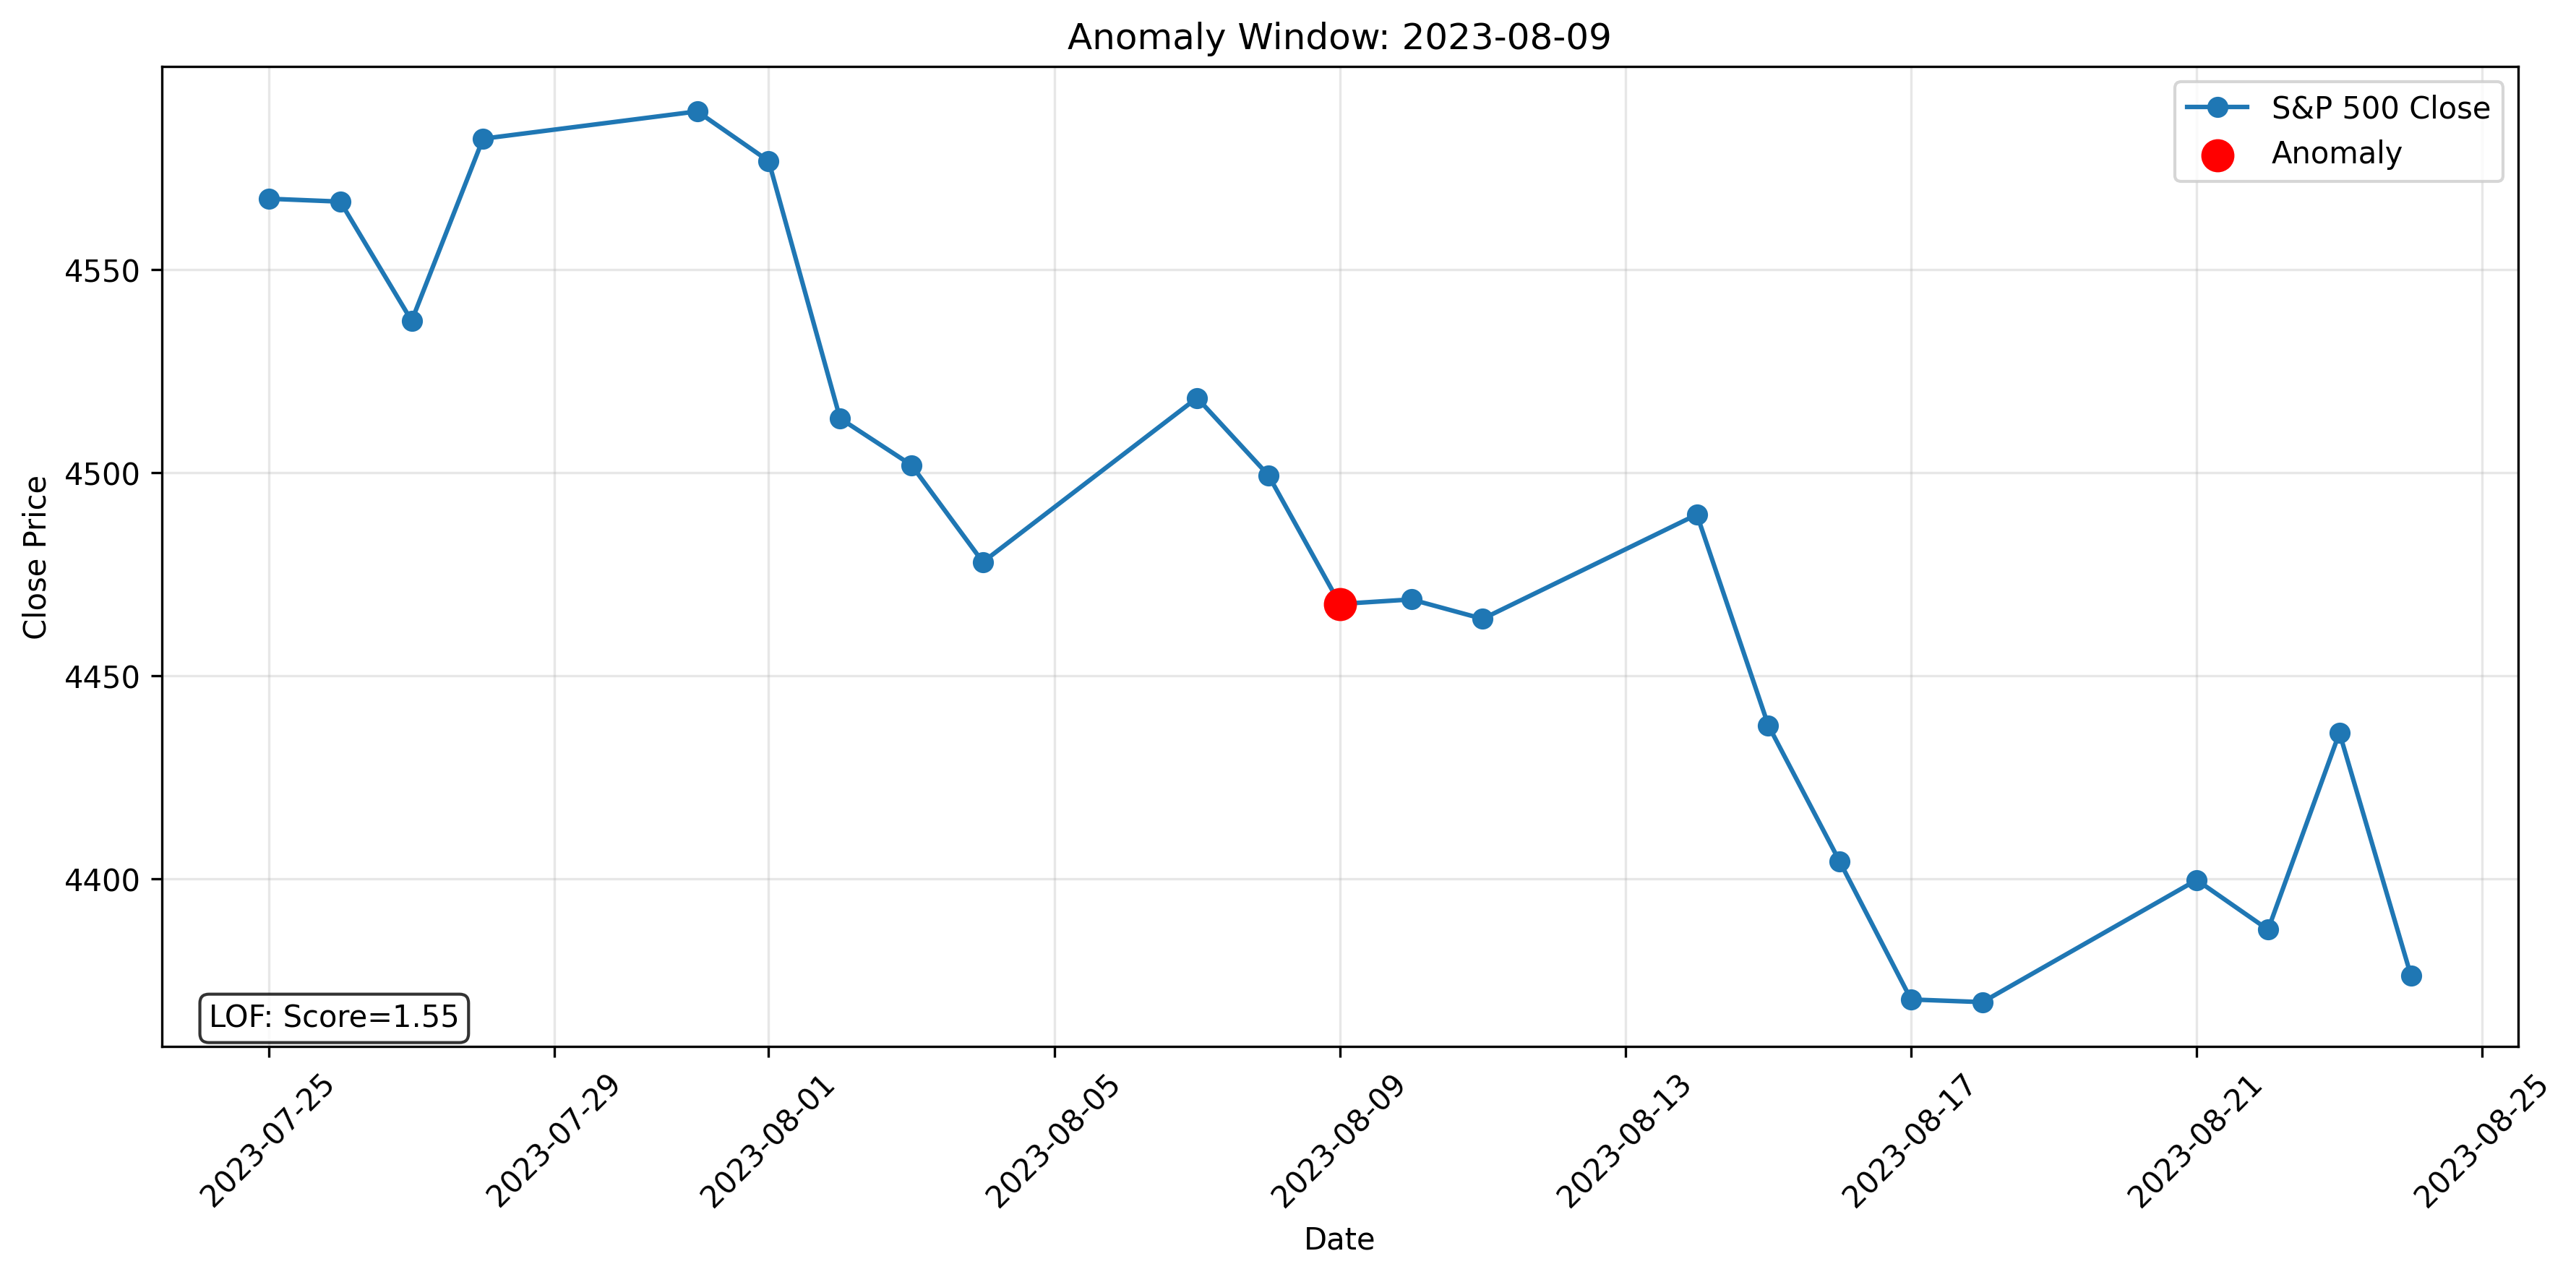 Anomaly Window: 2023-08-09
S&P 500 Close
Anomaly
Close Price
4550
4500
4450
4400
LOF: Score=1.55
2023-07-25
2023-07-29
2023-08-01
2023-08-05
2023-08-09
2023-08-13
2023-08-17
2023-08-21
2023-08-25
Date